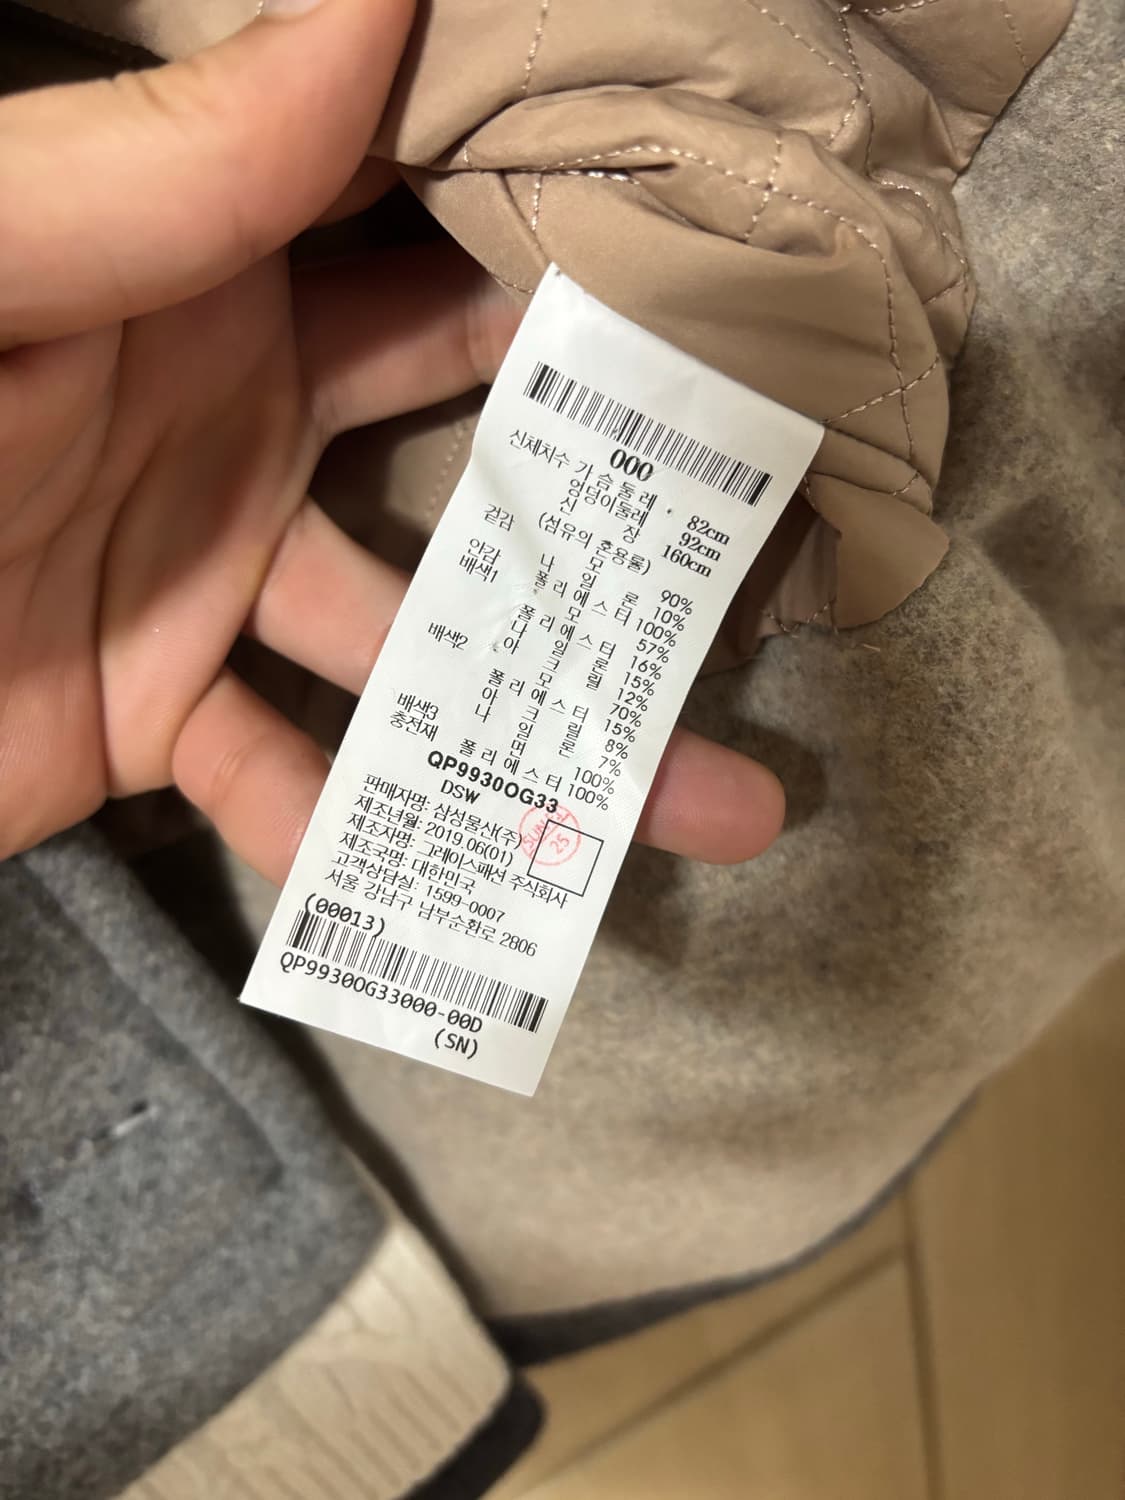 000
신체치수 가슴둘레 82cm
엉덩이둘레 92cm
신장 160cm
(섬유의 혼용률)
겉감 모 90%
나일론 10%
안감 폴리에스터 100%
배색1 모 57%
폴리에스터 16%
나일론 15%
아크릴 12%
배색2 모 70%
폴리에스터 15%
아크릴 8%
나일론 7%
배색3 면 100%
충전재 폴리에스터 100%
QP9930OG33
DSW
판매자명: 삼성물산(주)
제조년월: 2019.06(01)
제조자명: 그레이스패션 주식회사
제조국명: 대한민국
고객상담실: 1599-0007
서울 강남구 남부순환로 2806
(00013)
QP9930OG33000-00D
(SN)
25